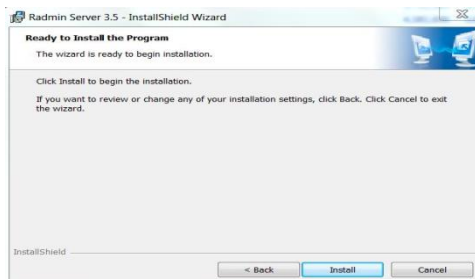 Radmin Server 3.5 - InstallShield Wizard
Ready to Install the Program
The wizard is ready to begin installation.
Click Install to begin the installation.
If you want to review or change any of your installation settings, click Back. Click Cancel to exit
the wizard.
InstallShield
< Back
Install
Cancel